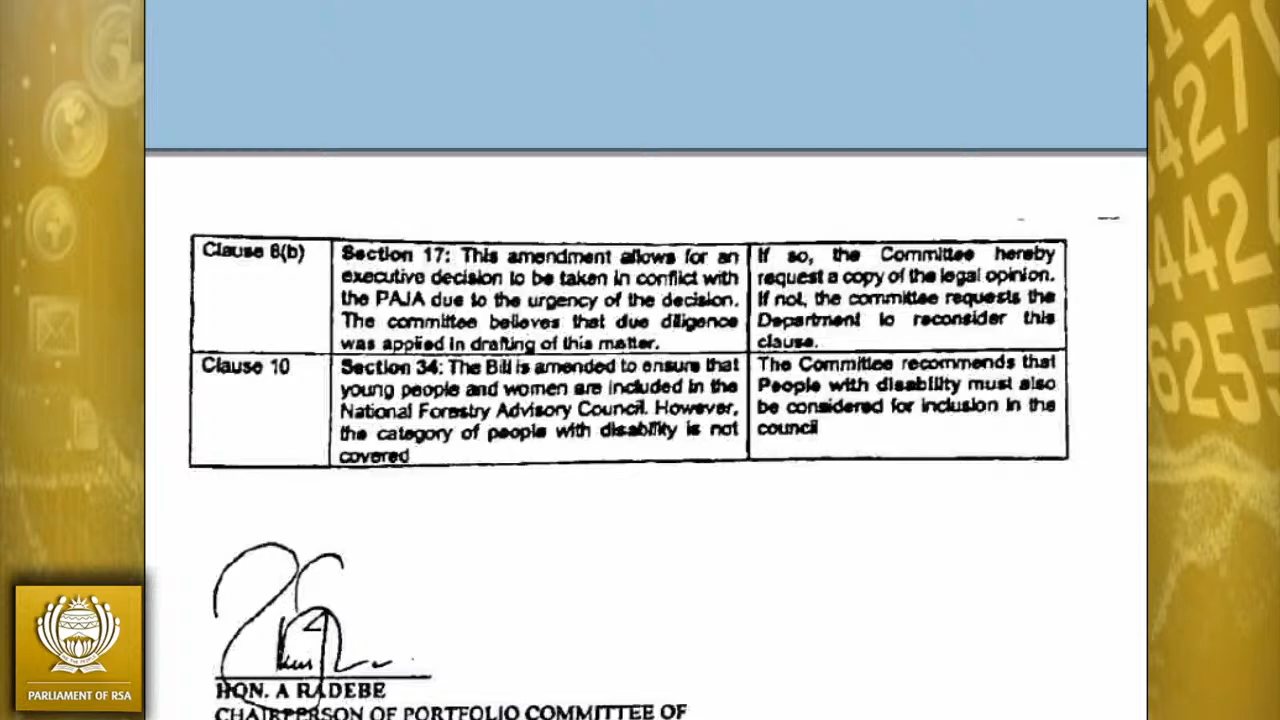 Clause 8(b)
Section 17: This amendment allows for an
executive decision to be taken in conflict with
the PAJA due to the urgency of the decision.
The committee believes that due diligence
was applied in drafting of this matter.
If so, the Committee hereby
request a copy of the legal opinion.
If not, the committee requests the
Department to reconsider this
clause.
Clause 10
Section 34: The Bill is amended to ensure that
young people and women are included in the
National Forestry Advisory Council. However,
the category of people with disability is not
covered
The Committee recommends that
People with disability must also
be considered for inclusion in the
council
HON. A RADEBE
CHAIRPERSON OF PORTFOLIO COMMITTEE OF
PARLIAMENT OF RSA
427
442
6255